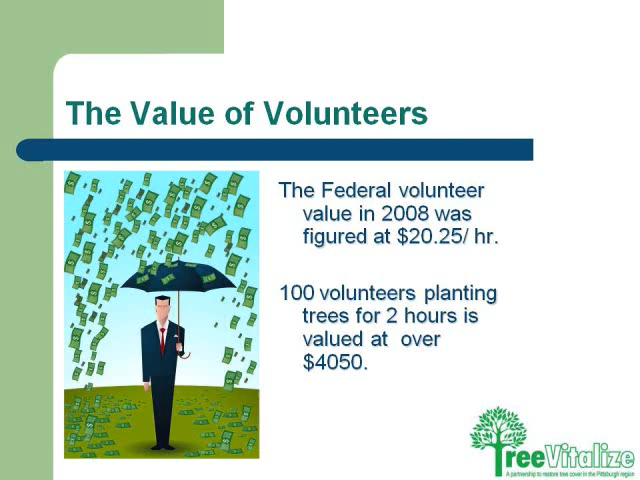 The Value of Volunteers
The Federal volunteer
value in 2008 was
figured at $20.25/ hr.
100 volunteers planting
trees for 2 hours is
valued at  over
$4050.
TreeVitalize
A partnership to restore tree cover in the Pittsburgh region